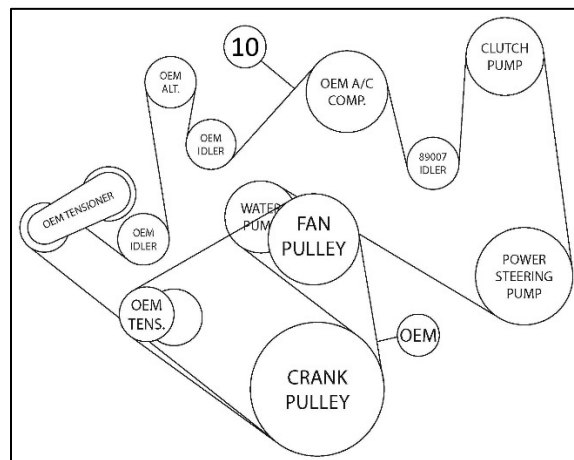 10
CLUTCH
PUMP
OEM
ALT.
OEM A/C
COMP.
OEM
IDLER
89007
IDLER
OEM TENSIONER
OEM
IDLER
WATER
PUMP
FAN
PULLEY
POWER
STEERING
PUMP
OEM
TENS.
OEM
CRANK
PULLEY